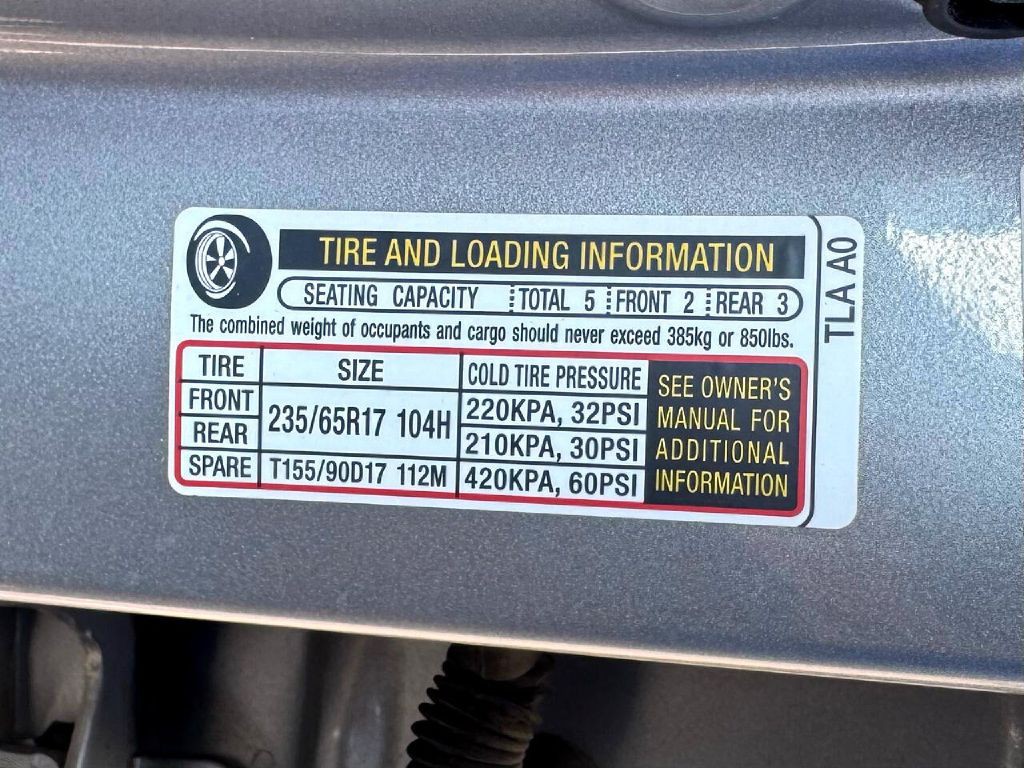 TIRE AND LOADING INFORMATION
SEATING CAPACITY TOTAL 5 FRONT 2 REAR 3
The combined weight of occupants and cargo should never exceed 385kg or 850lbs.
TIRE SIZE COLD TIRE PRESSURE
FRONT 235/65R17 104H 220KPA, 32PSI
REAR 210KPA, 30PSI
SPARE T155/90D17 112M 420KPA, 60PSI
SEE OWNER'S
MANUAL FOR
ADDITIONAL
INFORMATION
TLA A0